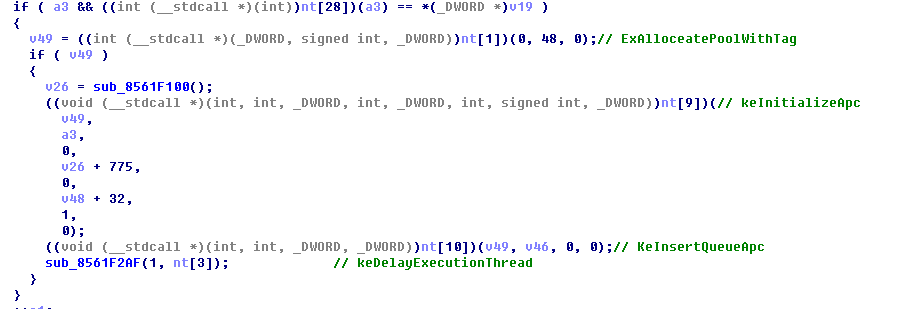 if ( a3 && ((int (__stdcall *)(int))nt[28])(a3) == *(_DWORD *)v19 )
{
v49 = ((int (__stdcall *)(_DWORD, signed int, _DWORD))nt[1])(0, 48, 0);// ExAlloceatePoolWithTag
if ( v49 )
{
v26 = sub_8561F100();
((void (__stdcall *)(int, int, _DWORD, int, _DWORD, int, signed int, _DWORD))nt[9])(// keInitializeApc
v49,
a3,
0,
v26 + 775,
0,
v48 + 32,
1,
0);
((void (__stdcall *)(int, int, _DWORD, _DWORD))nt[10])(v49, v46, 0, 0);// KeInsertQueueApc
sub_8561F2AF(1, nt[3]); // keDelayExecutionThread
}
}